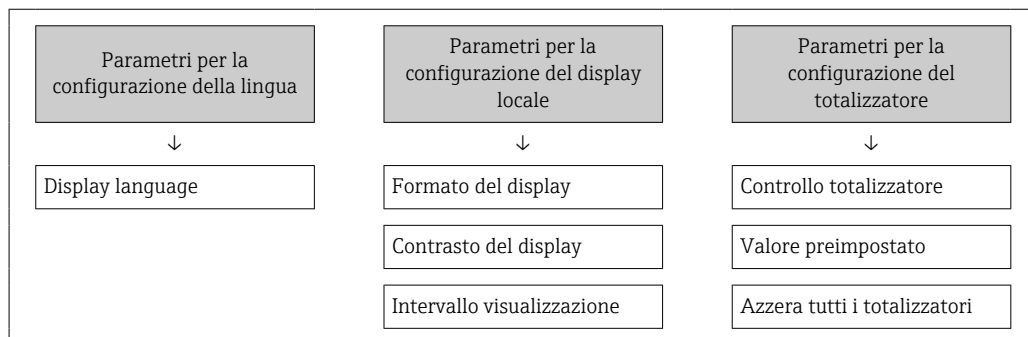 Parametri per la
configurazione della lingua
↓
Display language
Parametri per la
configurazione del display
locale
↓
Formato del display
Contrasto del display
Intervallo visualizzazione
Parametri per la
configurazione del
totalizzatore
↓
Controllo totalizzatore
Valore preimpostato
Azzera tutti i totalizzatori